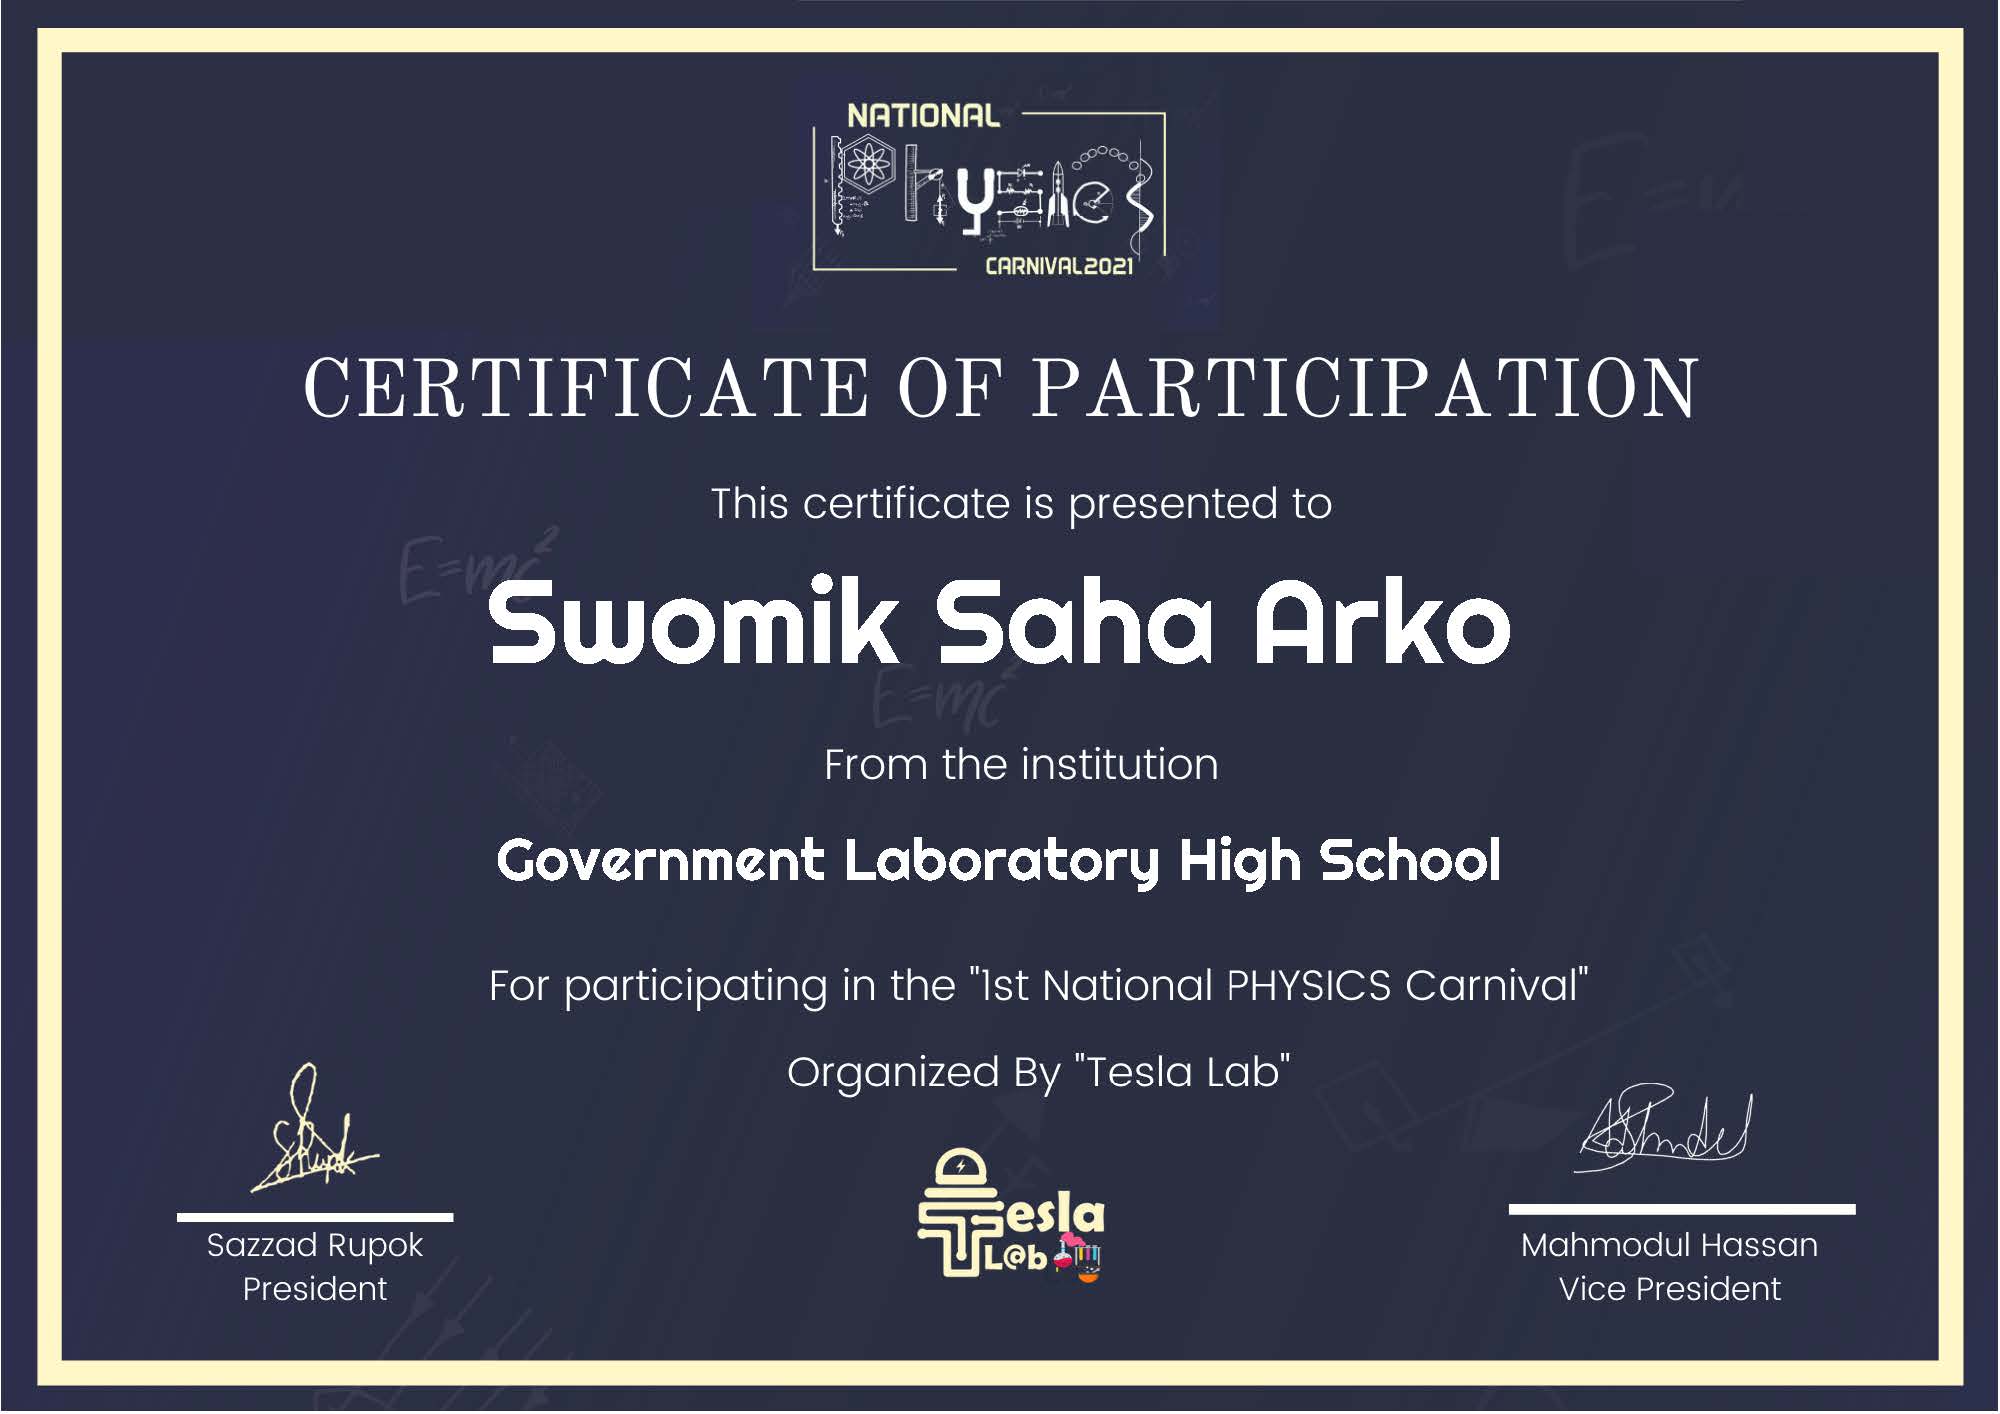 NATIONAL
Physics
CARNIVAL2021
CERTIFICATE OF PARTICIPATION
This certificate is presented to
E=mc²
Swomik Saha Arko
E=mc²
From the institution
Government Laboratory High School
For participating in the "1st National PHYSICS Carnival"
Organized By "Tesla Lab"
Tesla
L@b
Sazzad Rupok
President
Mahmodul Hassan
Vice President